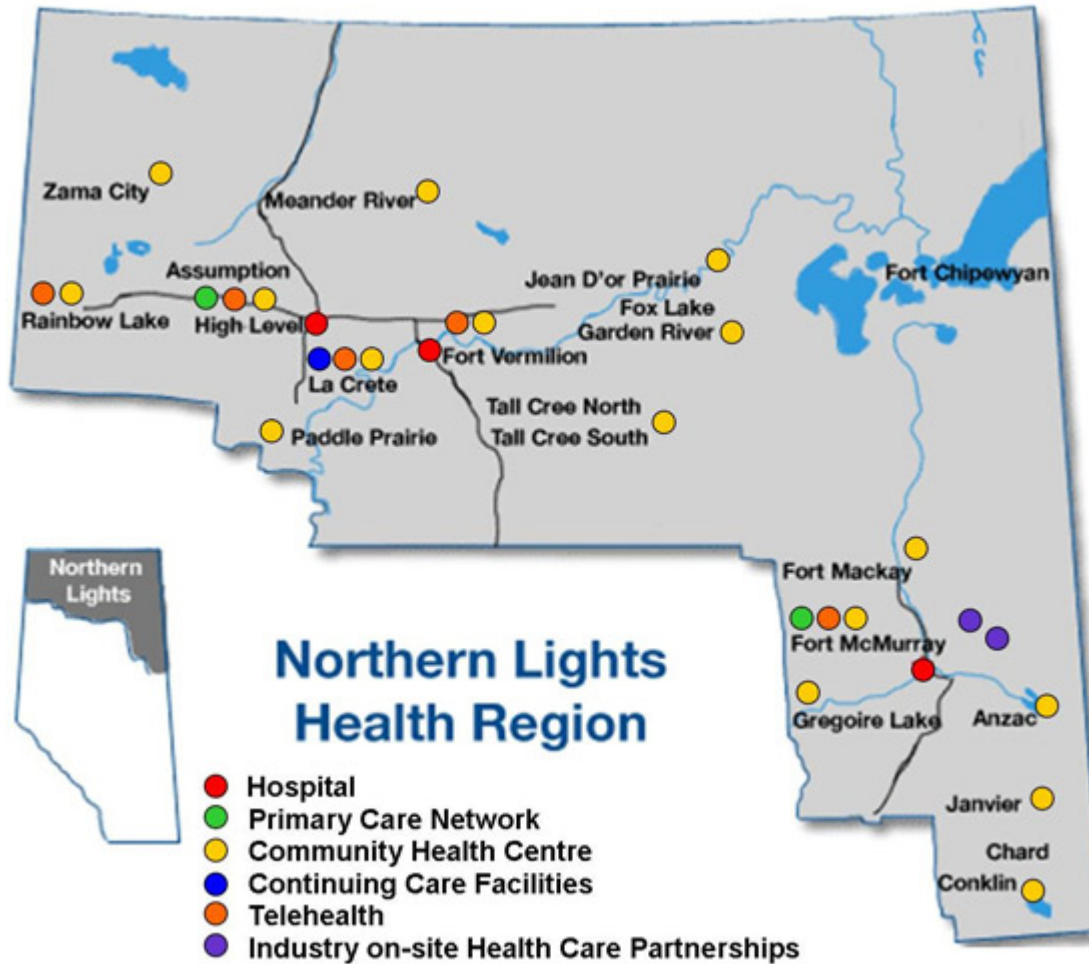 Zama City
Meander River
Assumption
Jean D'or Prairie
Fort Chipewyan
Rainbow Lake
High Level
Fox Lake
Garden River
Fort Vermilion
La Crete
Tall Cree North
Paddle Prairie
Tall Cree South
Northern
Lights
Fort Mackay
Fort McMurray
Northern Lights
Health Region
Gregoire Lake
Anzac
Hospital
Janvier
Primary Care Network
Community Health Centre
Chard
Continuing Care Facilities
Conklin
Telehealth
Industry on-site Health Care Partnerships